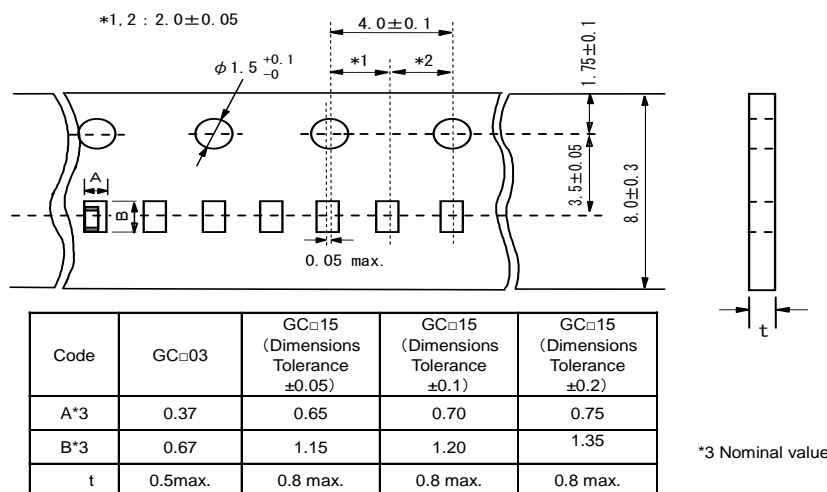 *1,2 : 2.0±0.05
4.0±0.1
*1
*2
φ1.5 +0.1 -0
1.75±0.1
3.5±0.05
8.0±0.3
A
B
0.05 max.
t
Code
GC□03
GC□15
(Dimensions
Tolerance
±0.05)
GC□15
(Dimensions
Tolerance
±0.1)
GC□15
(Dimensions
Tolerance
±0.2)
A*3 0.37 0.65 0.70 0.75
B*3 0.67 1.15 1.20 1.35
t 0.5max. 0.8 max. 0.8 max. 0.8 max.
*3 Nominal value